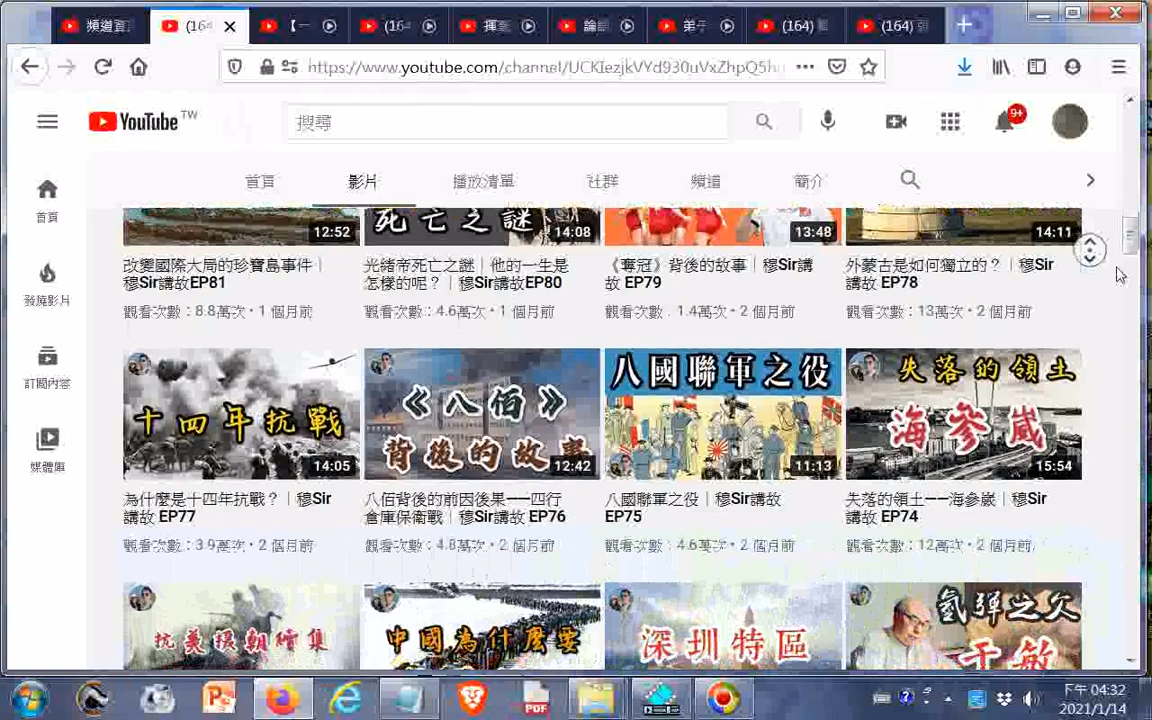 (164
(164)
(164)
https://www.youtube.com/channel/UCKIezjkVYd930uVxZhpQ5h
YouTube TW
搜尋
9+
首頁
影片
播放清單
社群
頻道
簡介
首頁
發燒影片
訂閱內容
媒體庫
死亡之謎
12:52
14:08
13:48
14:11
改變國際大局的珍寶島事件｜
穆Sir講故EP81
觀看次數：8.8萬次 • 1 個月前
光緒帝死亡之謎｜他的一生是
怎樣的呢？｜穆Sir講故EP80
觀看次數：4.6萬次 • 1 個月前
《奪冠》背後的故事｜穆Sir講
故 EP79
觀看次數：1.4萬次 • 2 個月前
外蒙古是如何獨立的？｜穆Sir
講故 EP78
觀看次數：13萬次 • 2 個月前
十四年抗戰
14:05
《八佰》
背後的故事
12:42
八國聯軍之役
11:13
失落的領土
海參崴
15:54
為什麼是十四年抗戰？｜穆Sir
講故 EP77
觀看次數：3.9萬次 • 2 個月前
八佰背後的前因後果——四行
倉庫保衛戰｜穆Sir講故 EP76
觀看次數：4.8萬次 • 2 個月前
八國聯軍之役｜穆Sir講故
EP75
觀看次數：4.6萬次 • 2 個月前
失落的領土——海參崴｜穆Sir
講故 EP74
觀看次數：12萬次 • 2 個月前
抗美援朝續集
中國為什麼要
深圳特區
氫彈之父
于敏
PDF
下午 04:32
2021/1/14